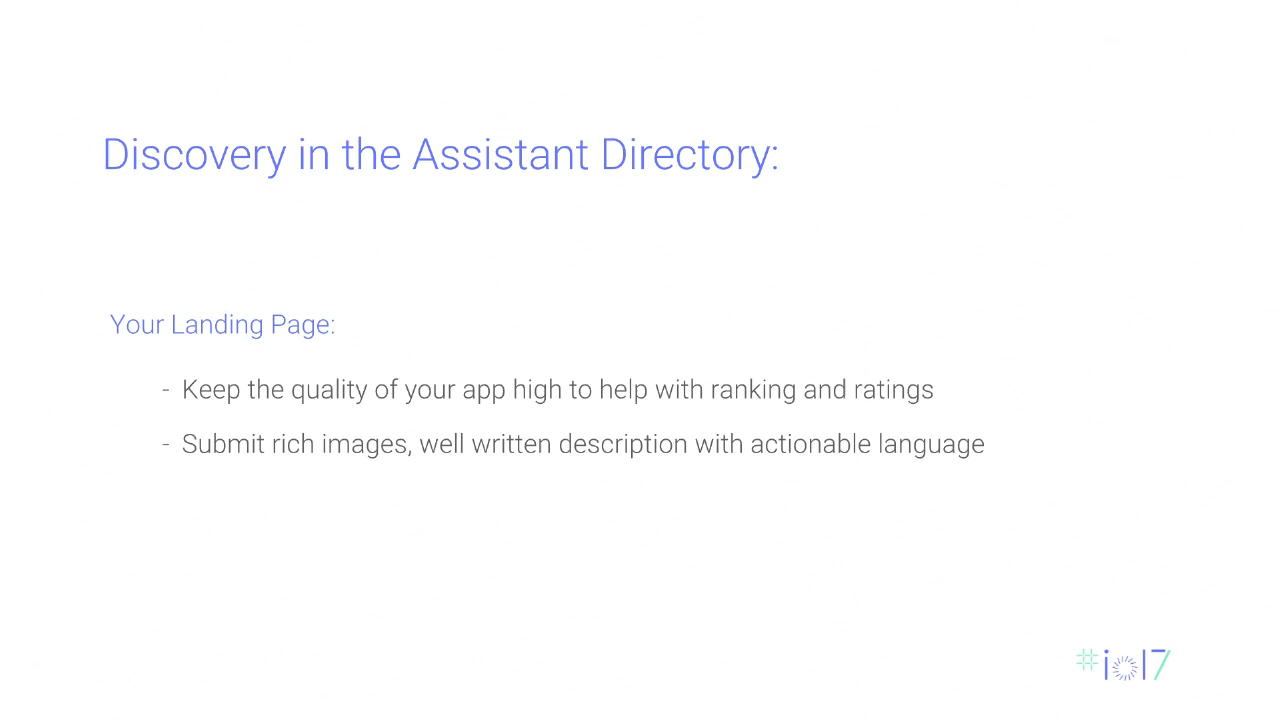 Discovery in the Assistant Directory:
Your Landing Page:
- Keep the quality of your app high to help with ranking and ratings
- Submit rich images, well written description with actionable language
#io17